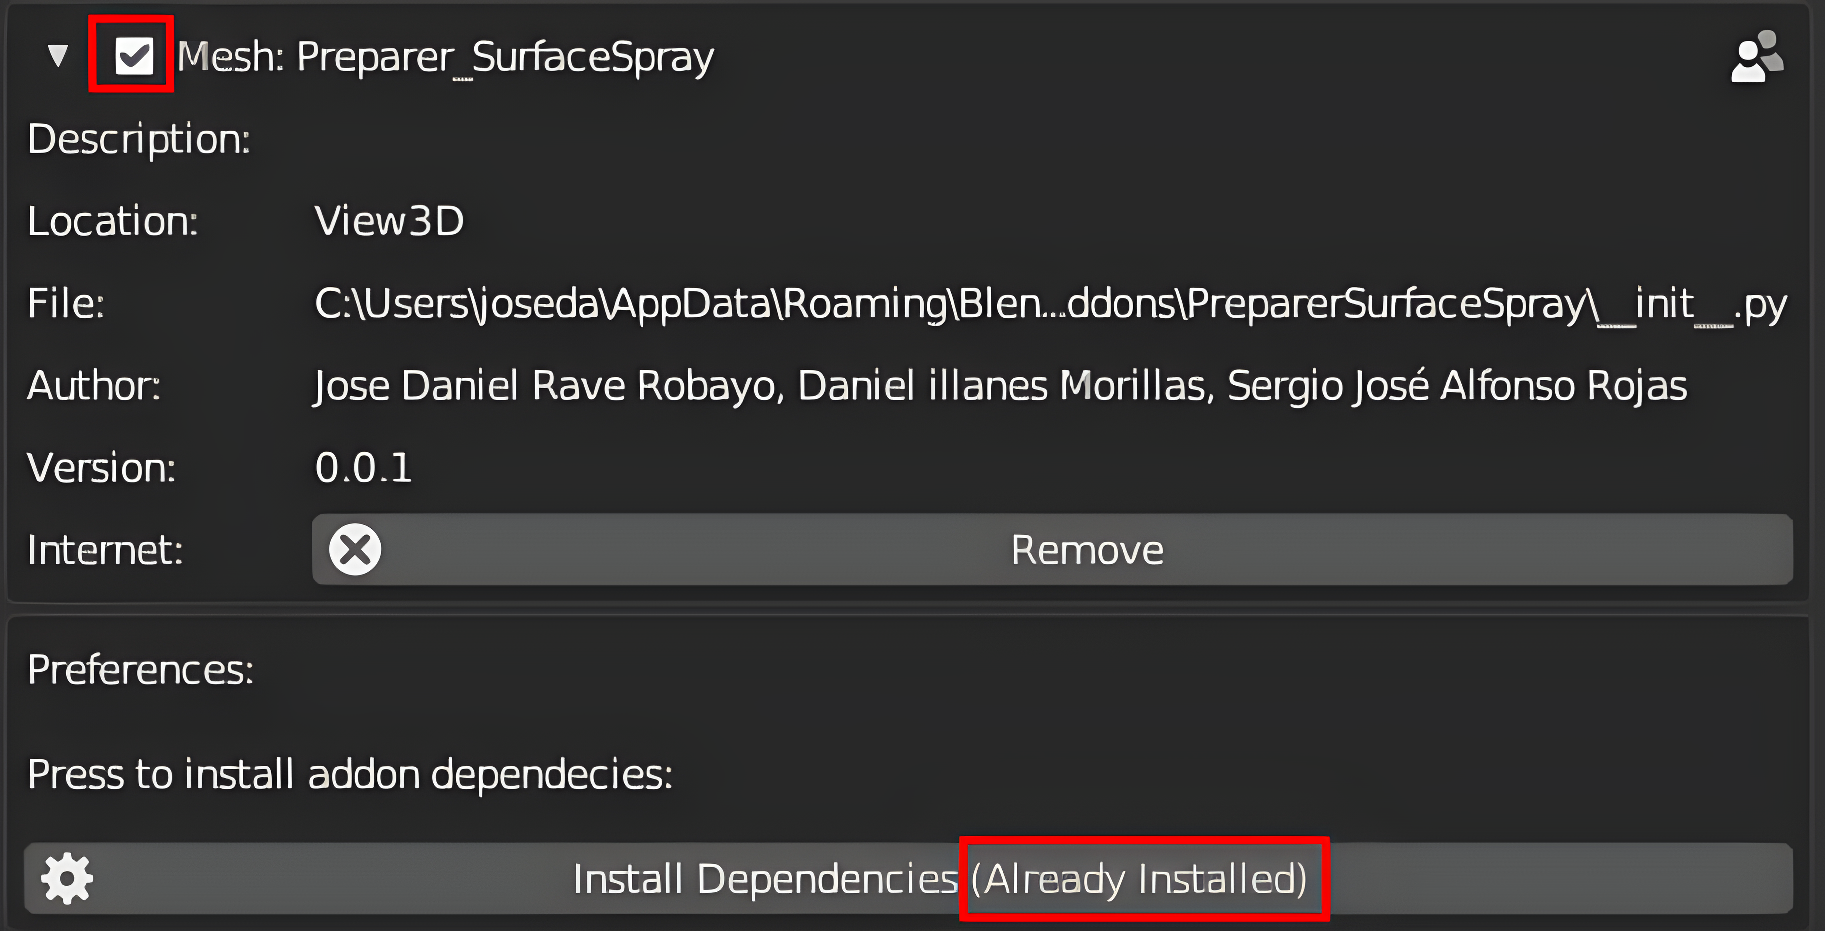 Mesh: Preparer_SurfaceSpray
Description:
Location: View3D
File: C:\Users\joseda\AppData\Roaming\Blen...ddons\PreparerSurfaceSpray\__init__.py
Author: Jose Daniel Rave Robayo, Daniel illanes Morillas, Sergio José Alfonso Rojas
Version: 0.0.1
Internet: Remove
Preferences:
Press to install addon dependecies:
Install Dependencies (Already Installed)